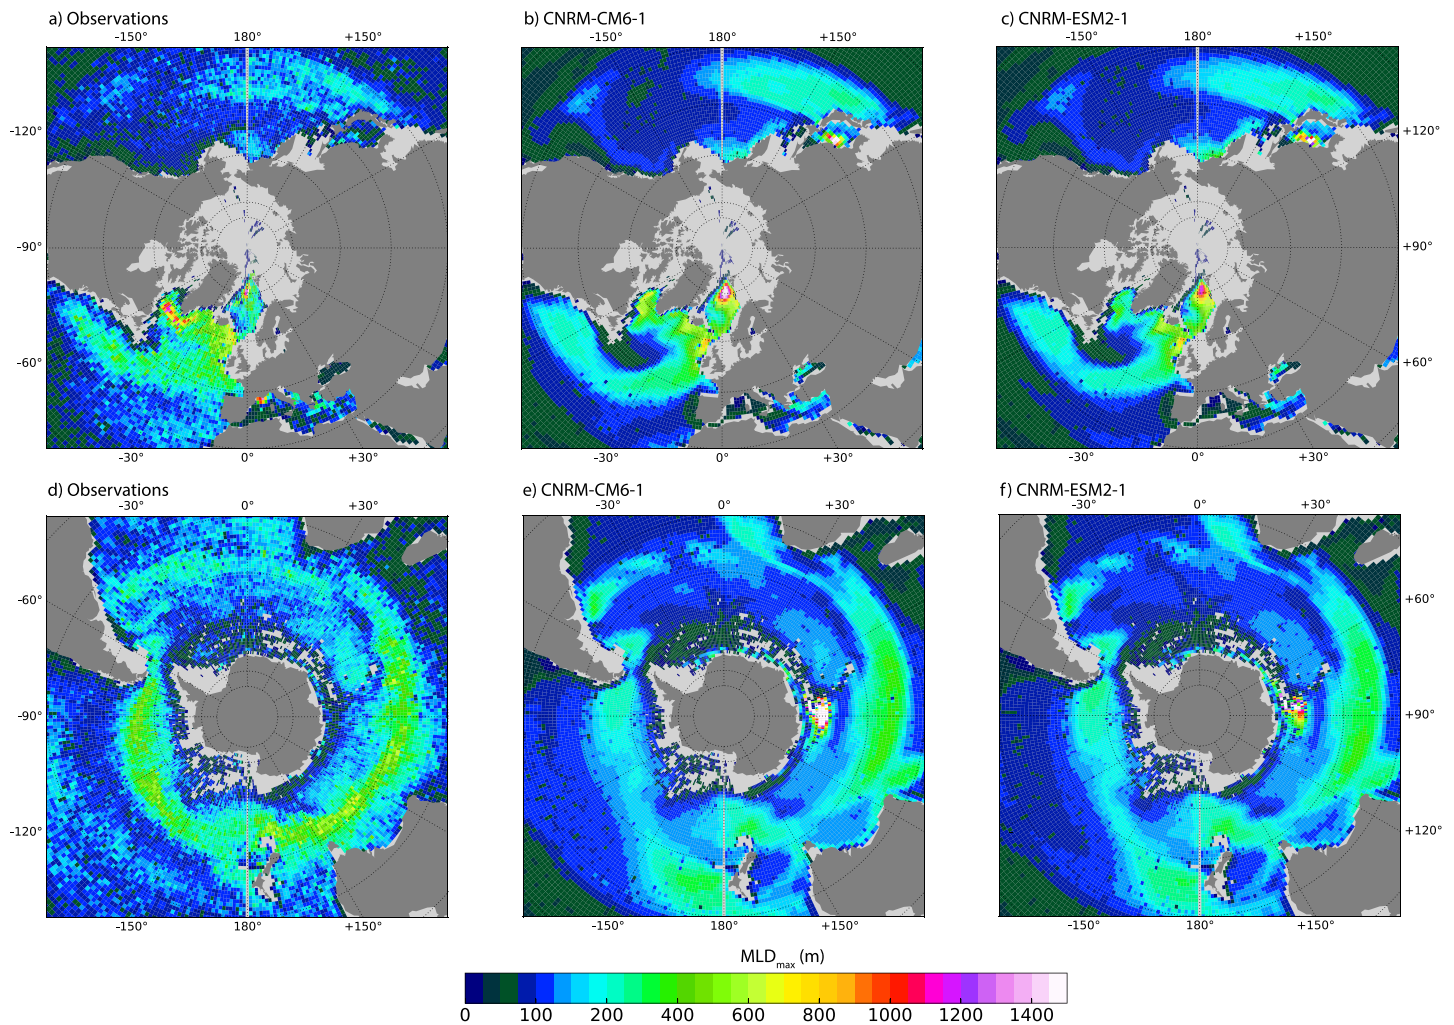 a) Observations
b) CNRM-CM6-1
c) CNRM-ESM2-1
-150° 180° +150°
-150° 180° +150°
-150° 180° +150°
-120° +120°
-90° +90°
-60° +60°
-30° 0° +30°
-30° 0° +30°
-30° 0° +30°
d) Observations
e) CNRM-CM6-1
f) CNRM-ESM2-1
-30° 0° +30°
-30° 0° +30°
-30° 0° +30°
-60° +60°
-90° +90°
-120° +120°
-150° 180° +150°
-150° 180° +150°
-150° 180° +150°
MLDmax (m)
0 100 200 400 600 800 1000 1200 1400